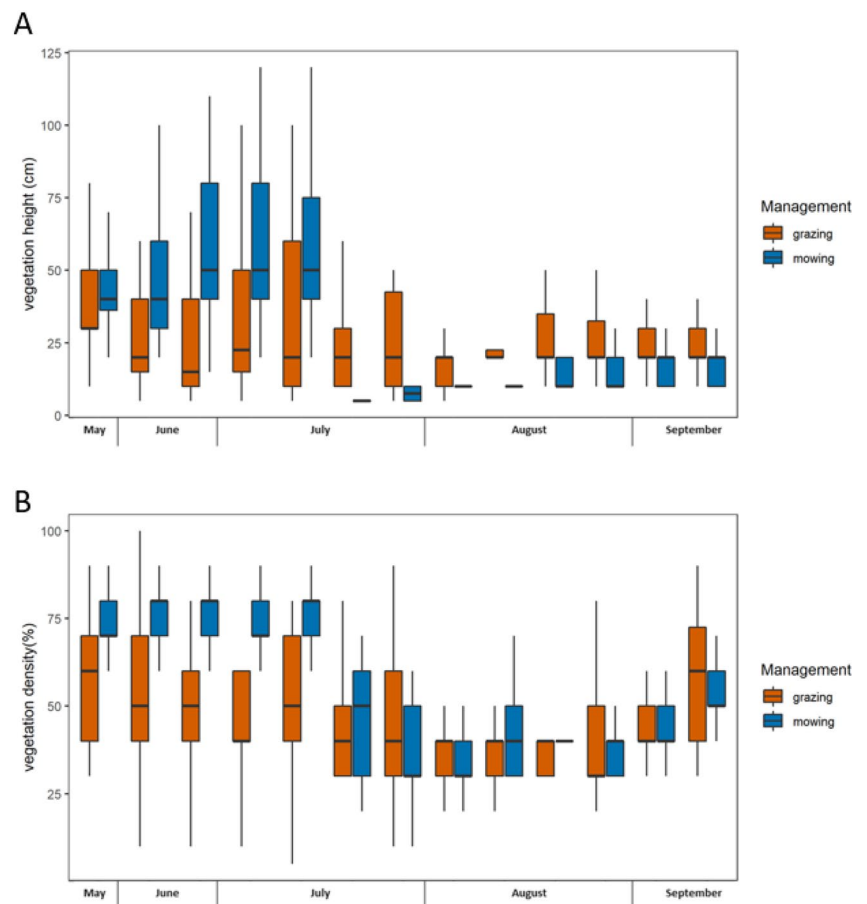 A
125
100
75
50
25
0
vegetation height (cm)
May June July August September
Management
grazing
mowing
B
100
75
50
25
vegetation density(%)
May June July August September
Management
grazing
mowing